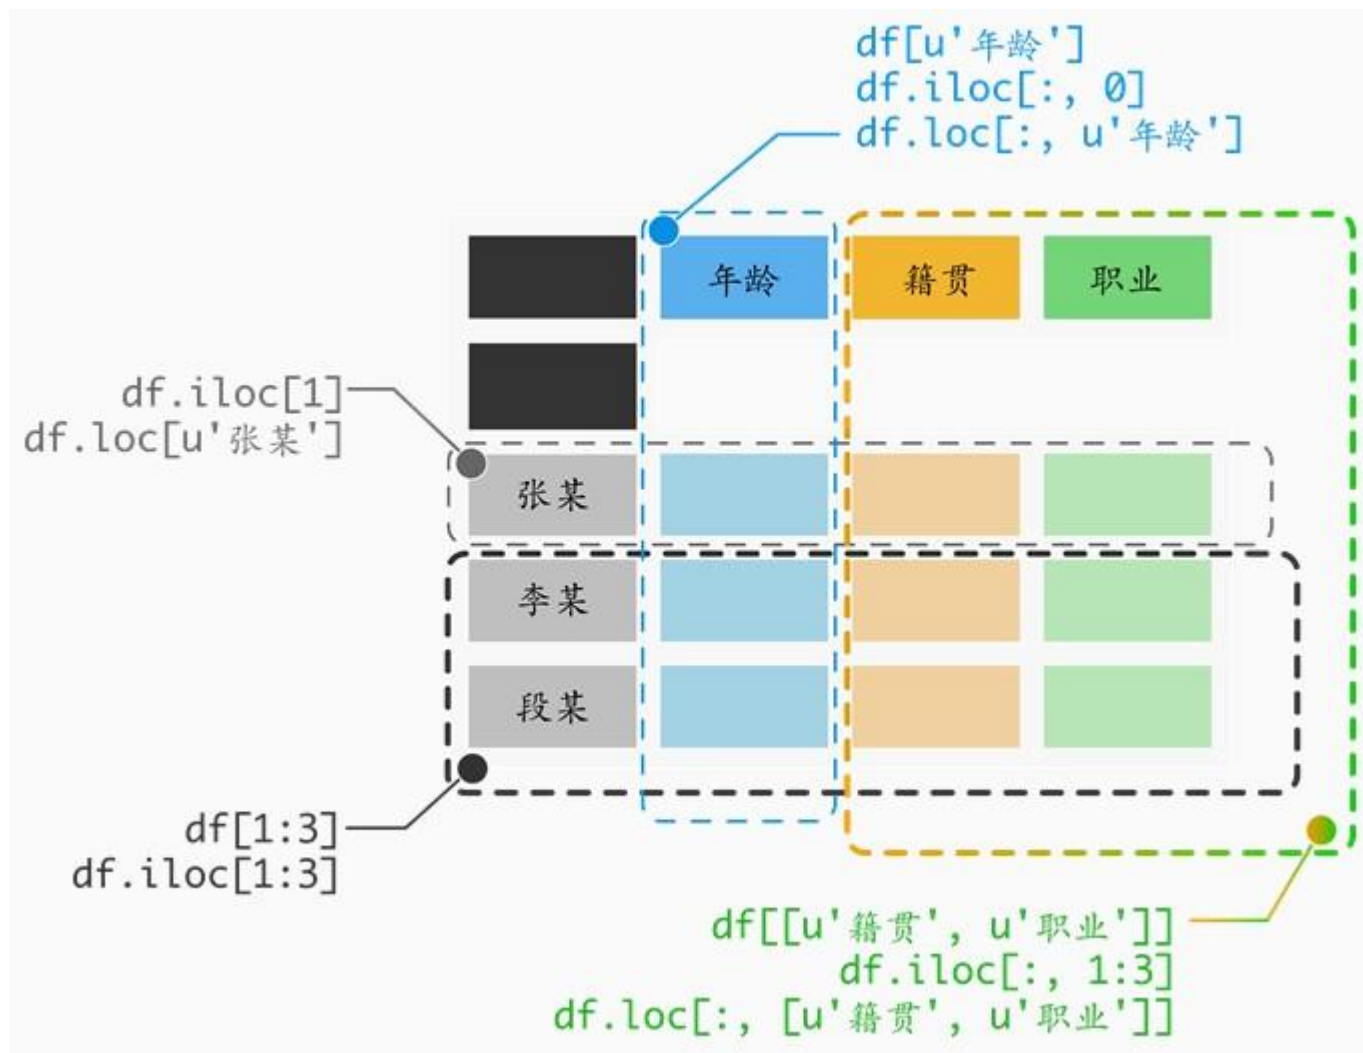 df[u'年龄']
df.iloc[:, 0]
df.loc[:, u'年龄']
年龄 籍贯 职业
df.iloc[1]
df.loc[u'张某']
张某
李某
段某
df[1:3]
df.iloc[1:3]
df[[u'籍贯', u'职业']]
df.iloc[:, 1:3]
df.loc[:, [u'籍贯', u'职业']]